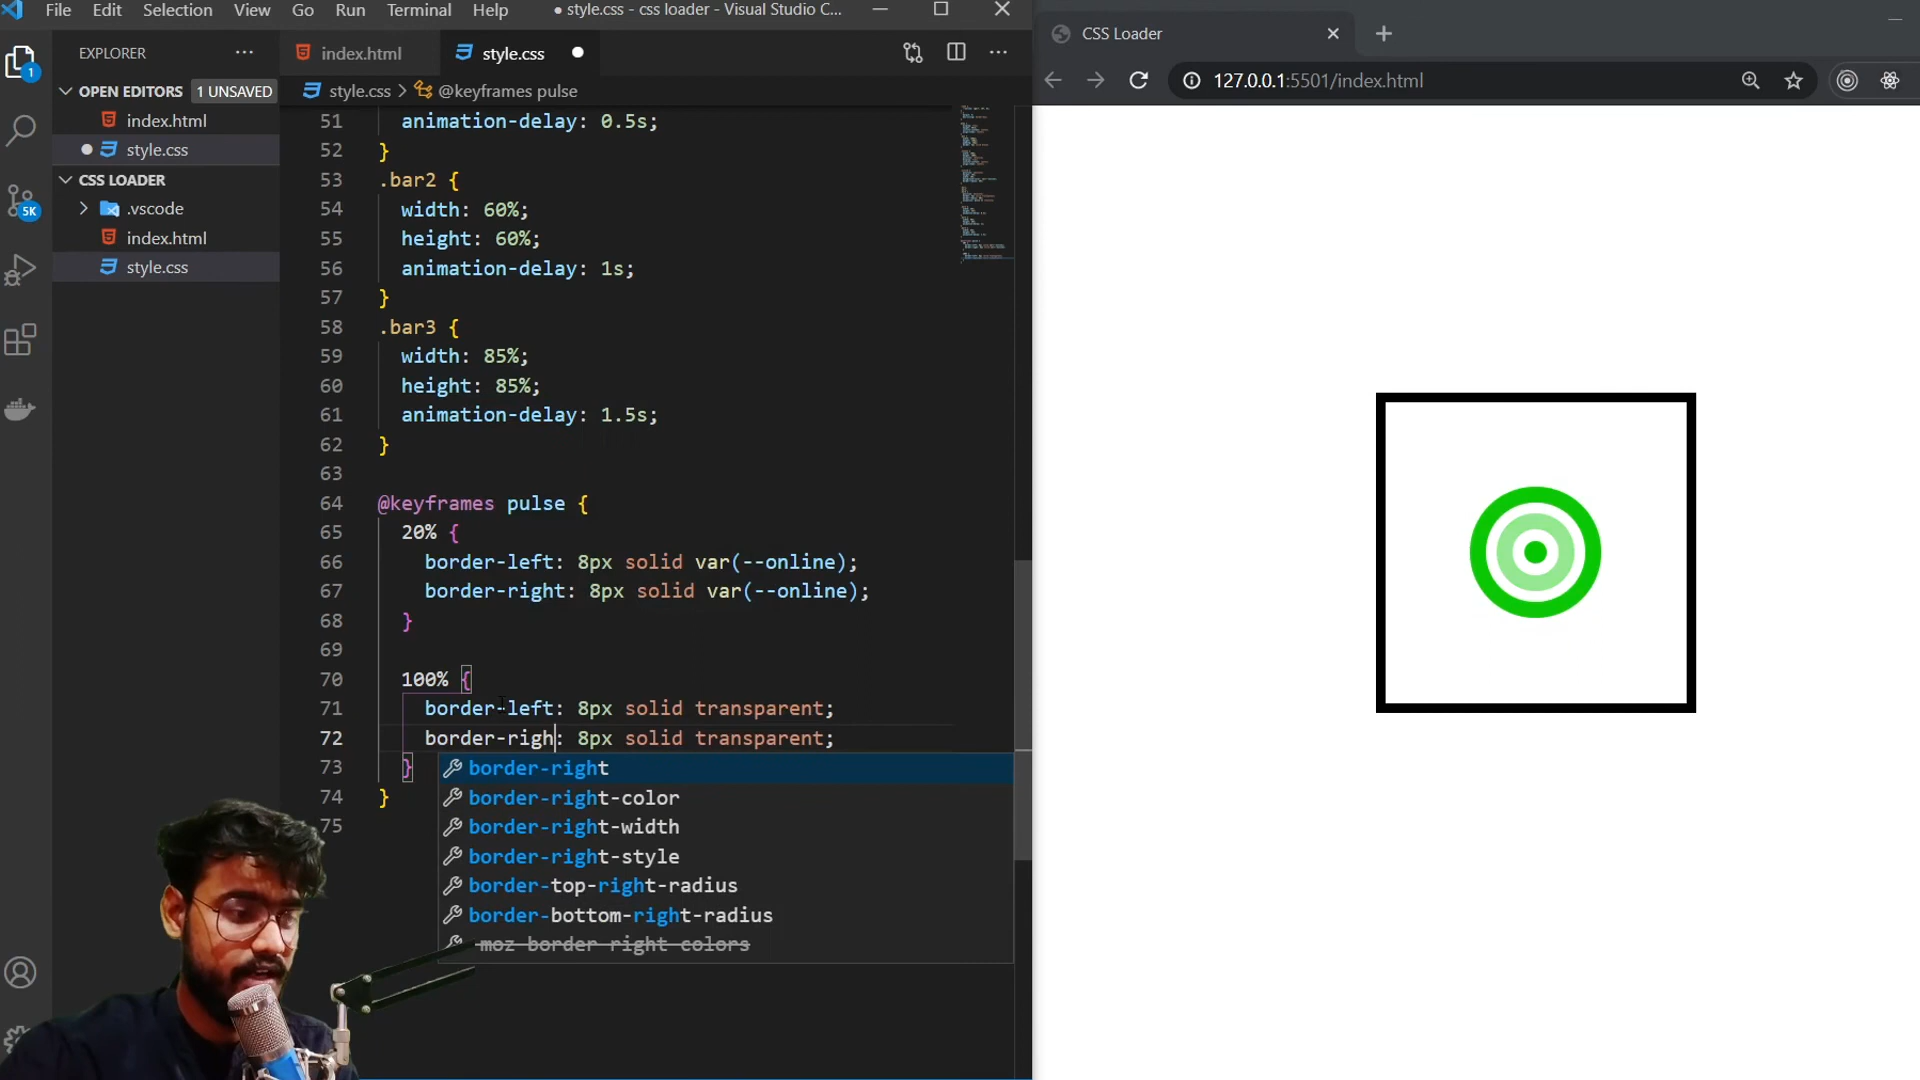 File Edit Selection View Go Run Terminal Help
● style.css - css loader - Visual Studio C...
EXPLORER
OPEN EDITORS 1 UNSAVED
index.html
style.css
CSS LOADER
.vscode
index.html
style.css
1
5K
index.html
style.css
style.css > @keyframes pulse
51 animation-delay: 0.5s;
52 }
53 .bar2 {
54 width: 60%;
55 height: 60%;
56 animation-delay: 1s;
57 }
58 .bar3 {
59 width: 85%;
60 height: 85%;
61 animation-delay: 1.5s;
62 }
63
64 @keyframes pulse {
65 20% {
66 border-left: 8px solid var(--online);
67 border-right: 8px solid var(--online);
68 }
69
70 100% {
71 border-left: 8px solid transparent;
72 border-righ: 8px solid transparent;
73 }
74 }
75
border-right
border-right-color
border-right-width
border-right-style
border-top-right-radius
border-bottom-right-radius
-moz-border-right-colors
CSS Loader
127.0.0.1:5501/index.html